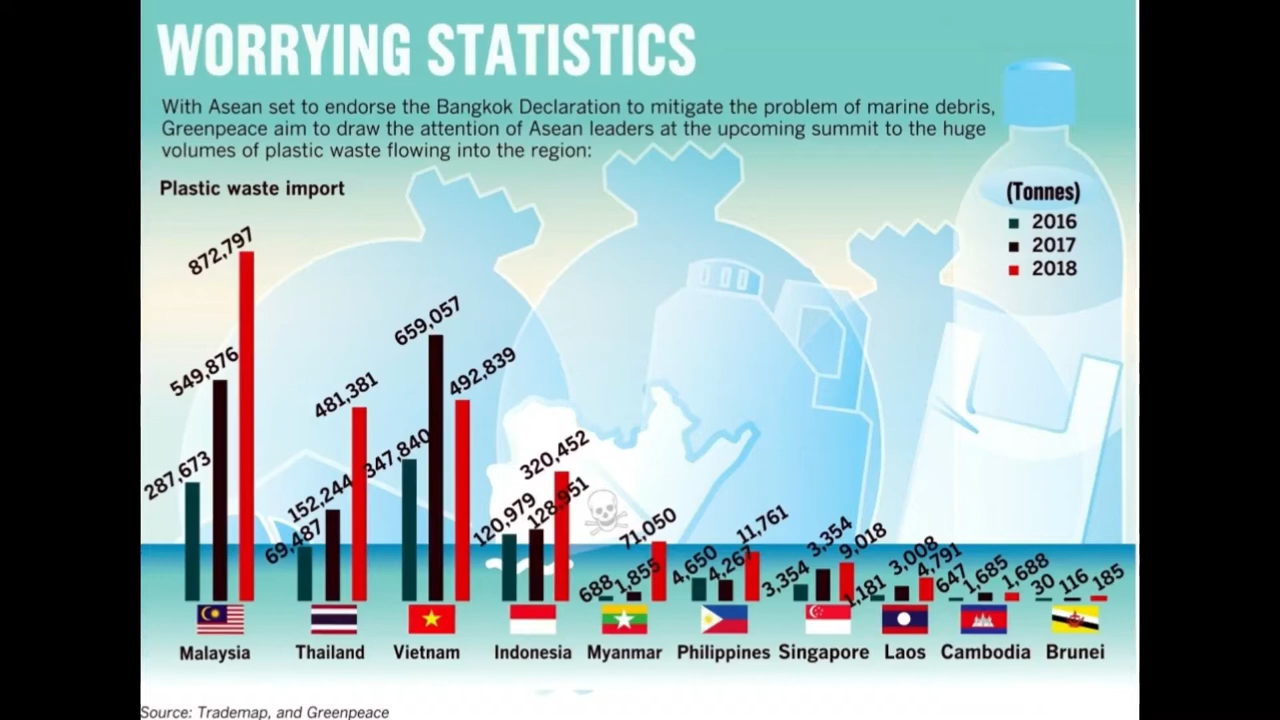 WORRYING STATISTICS
With Asean set to endorse the Bangkok Declaration to mitigate the problem of marine debris,
Greenpeace aim to draw the attention of Asean leaders at the upcoming summit to the huge
volumes of plastic waste flowing into the region:
Plastic waste import
(Tonnes)
2016
2017
2018
287,673
549,876
872,797
69,487
152,244
481,381
347,840
659,057
492,839
120,979
128,951
320,452
688
1,855
71,050
4,650
4,267
11,761
3,354
3,354
9,018
1,181
3,008
4,791
647
1,685
1,688
30
116
185
Malaysia
Thailand
Vietnam
Indonesia
Myanmar
Philippines
Singapore
Laos
Cambodia
Brunei
Source: Trademap, and Greenpeace